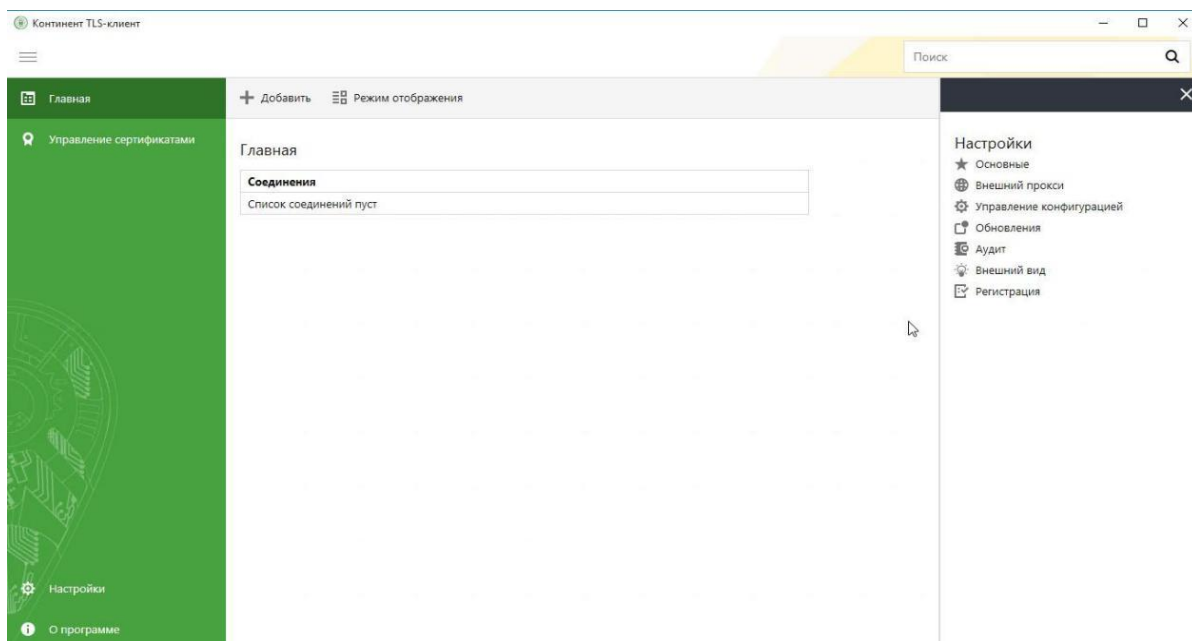 Континент TLS-клиент
Поиск
Главная
Управление сертификатами
Настройки
О программе
Добавить
Режим отображения
Главная
Соединения
Список соединений пуст
Настройки
Основные
Внешний прокси
Управление конфигурацией
Обновления
Аудит
Внешний вид
Регистрация